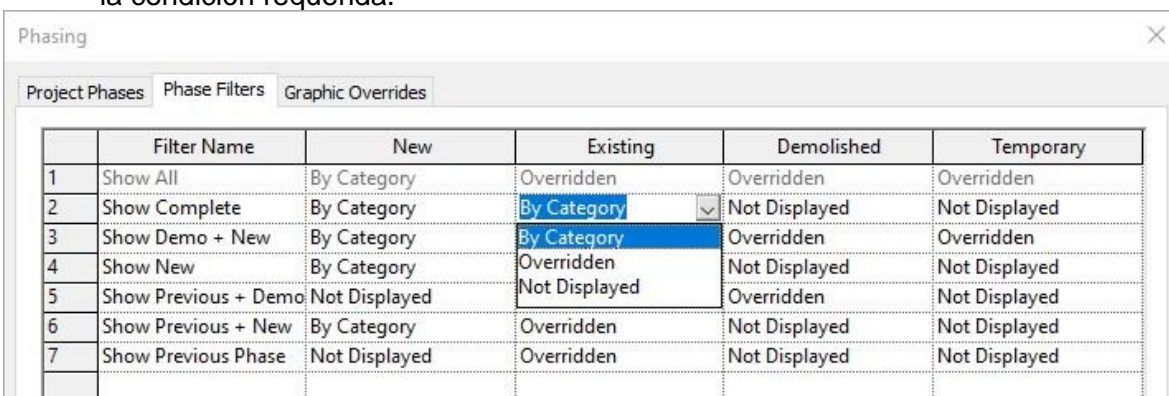 la condición requerida.
Phasing
Project Phases Phase Filters Graphic Overrides
Filter Name New Existing Demolished Temporary
1 Show All By Category Overridden Overridden Overridden
2 Show Complete By Category By Category Not Displayed Not Displayed
3 Show Demo + New By Category By Category Overridden Overridden
4 Show New By Category Overridden Not Displayed Not Displayed
5 Show Previous + Demo Not Displayed Not Displayed Overridden Not Displayed
6 Show Previous + New By Category Overridden Not Displayed Not Displayed
7 Show Previous Phase Not Displayed Overridden Not Displayed Not Displayed